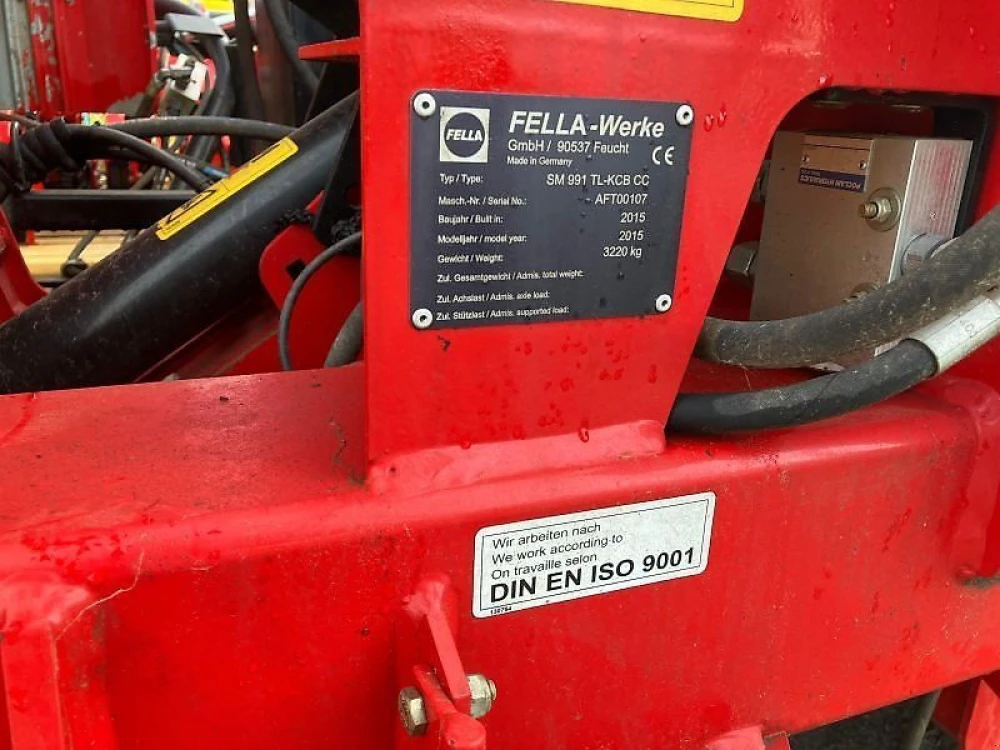 FELLA
FELLA-Werke
GmbH / 90537 Feucht
Made in Germany
CE
Typ / Type: SM 991 TL-KCB CC
Masch.-Nr. / Serial No.: AFT00107
Baujahr / Built in: 2015
Modelljahr / model year: 2015
Gewicht / Weight: 3220 kg
Zul. Gesamtgewicht / Admis. total weight:
Zul. Achslast / Admis. axle load:
Zul. Stützlast / Admis. supported load:
POCLAIN HYDRAULICS
Wir arbeiten nach
We work according to
On travaille selon
DIN EN ISO 9001